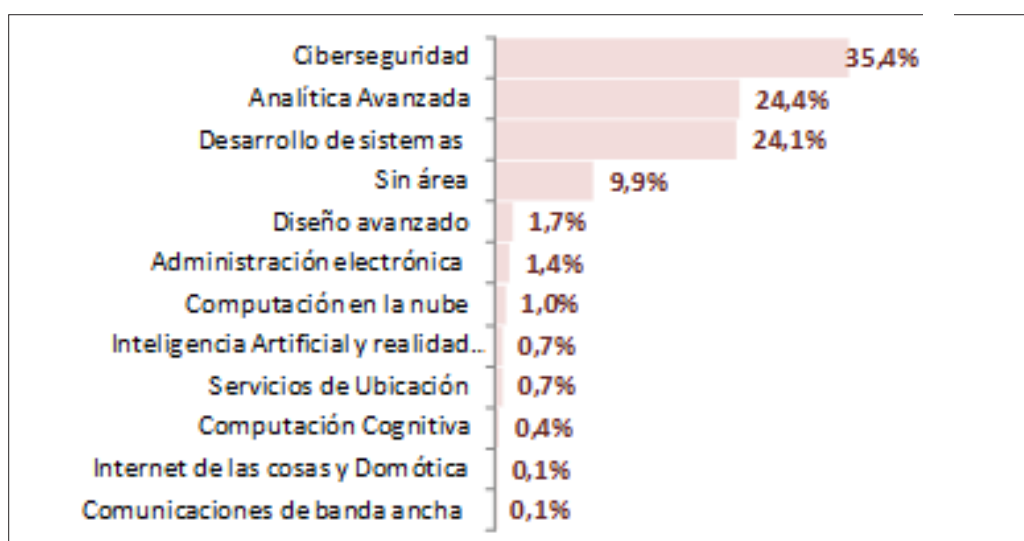 Ciberseguridad 35,4%
Analítica Avanzada 24,4%
Desarrollo de sistemas 24,1%
Sin área 9,9%
Diseño avanzado 1,7%
Administración electrónica 1,4%
Computación en la nube 1,0%
Inteligencia Artificial y realidad... 0,7%
Servicios de Ubicación 0,7%
Computación Cognitiva 0,4%
Internet de las cosas y Domótica 0,1%
Comunicaciones de banda ancha 0,1%